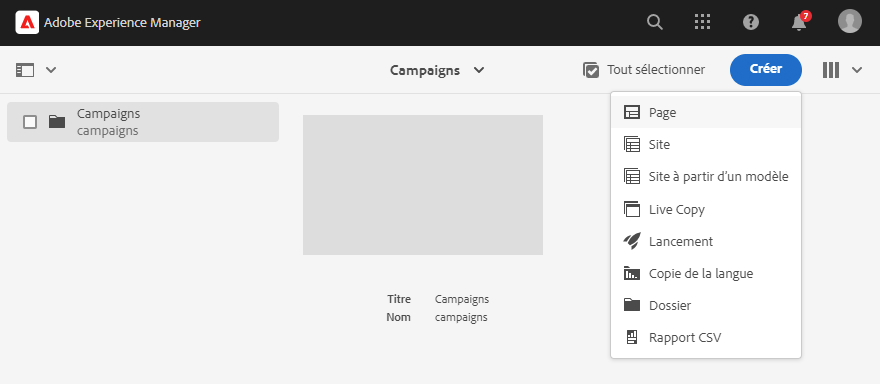 Adobe Experience Manager
7
Campaigns
Tout sélectionner
Créer
Campaigns
campaigns
Page
Site
Site à partir d'un modèle
Live Copy
Lancement
Copie de la langue
Dossier
Rapport CSV
Titre Campaigns
Nom campaigns